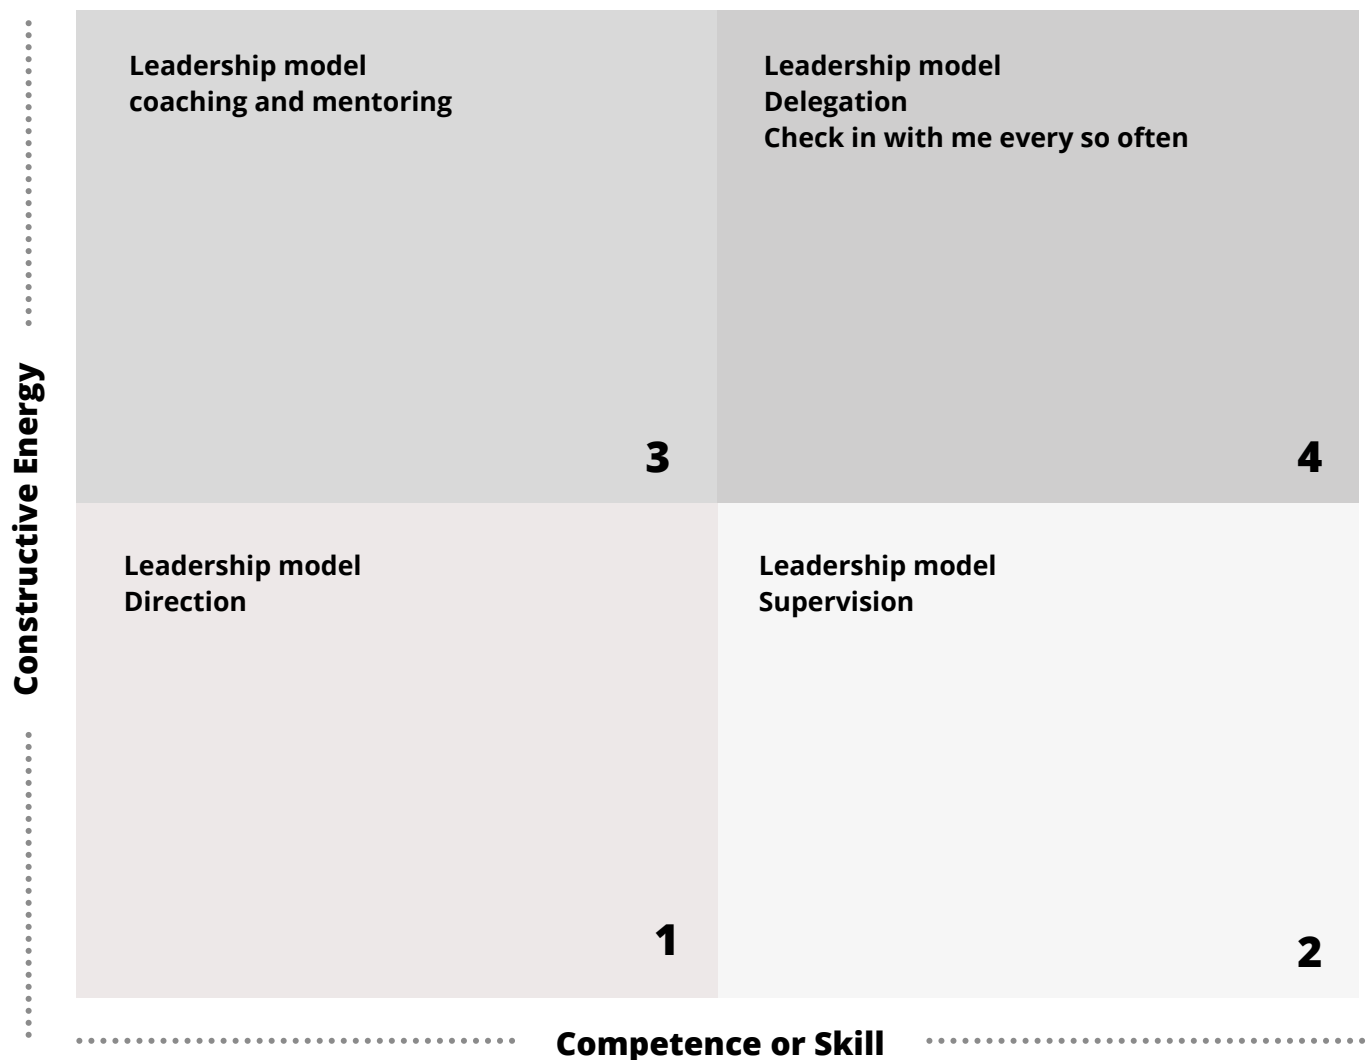 Leadership model
coaching and mentoring
3
Leadership model
Delegation
Check in with me every so often
4
Constructive Energy
Leadership model
Direction
1
Leadership model
Supervision
2
Competence or Skill